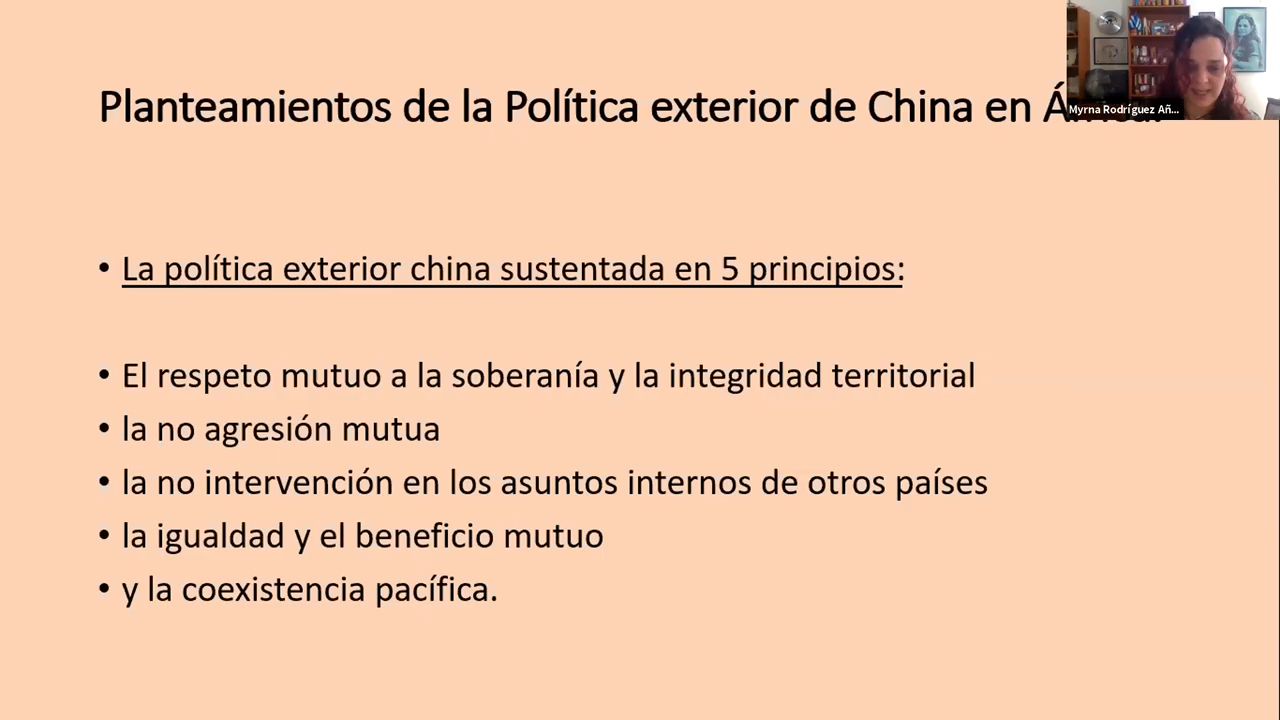 Planteamientos de la Política exterior de China en
Myrna Rodríguez Añ...
• La política exterior china sustentada en 5 principios:
• El respeto mutuo a la soberanía y la integridad territorial
• la no agresión mutua
• la no intervención en los asuntos internos de otros países
• la igualdad y el beneficio mutuo
• y la coexistencia pacífica.